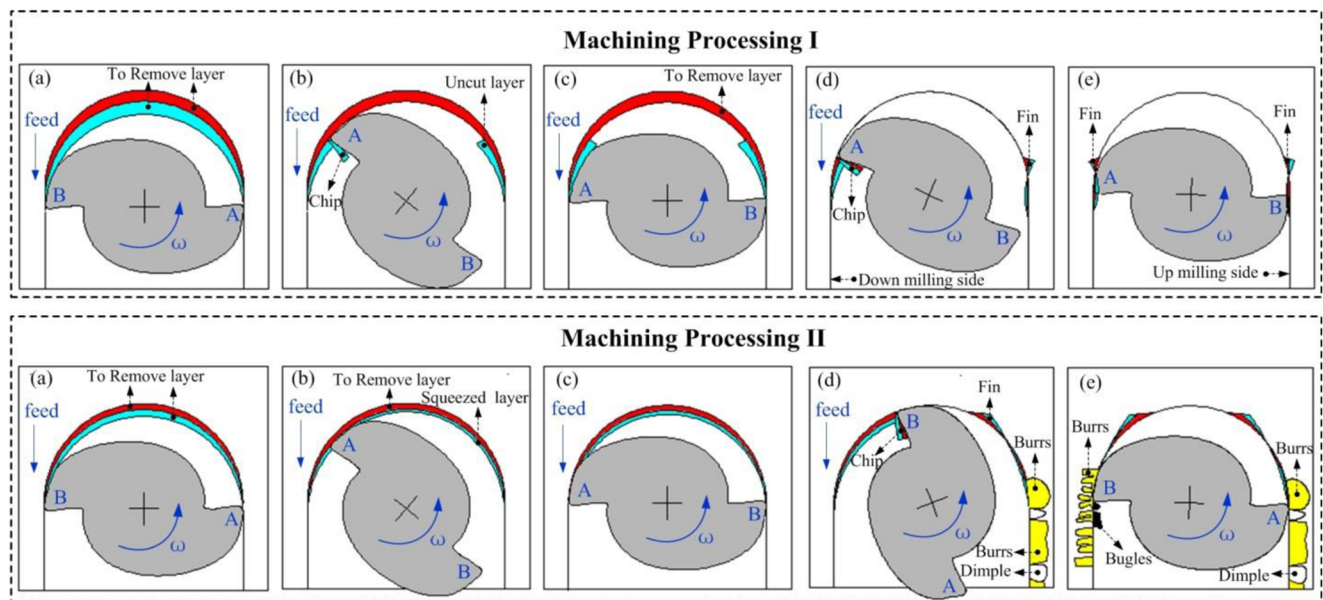 Machining Processing I
(a)
To Remove layer
feed
B
A
ω
(b)
Uncut layer
feed
A
Chip
ω
B
(c)
To Remove layer
feed
A
B
ω
(d)
feed
A
Fin
Chip
B
ω
Down milling side
(e)
Fin
Fin
A
B
ω
Up milling side
Machining Processing II
(a)
To Remove layer
feed
B
A
ω
(b)
To Remove layer
Squeezed layer
feed
A
ω
B
(c)
feed
A
B
ω
(d)
Fin
feed
B
Burrs
Chip
ω
Burrs
Dimple
A
(e)
Burrs
Burrs
B
A
ω
Bugles
Dimple